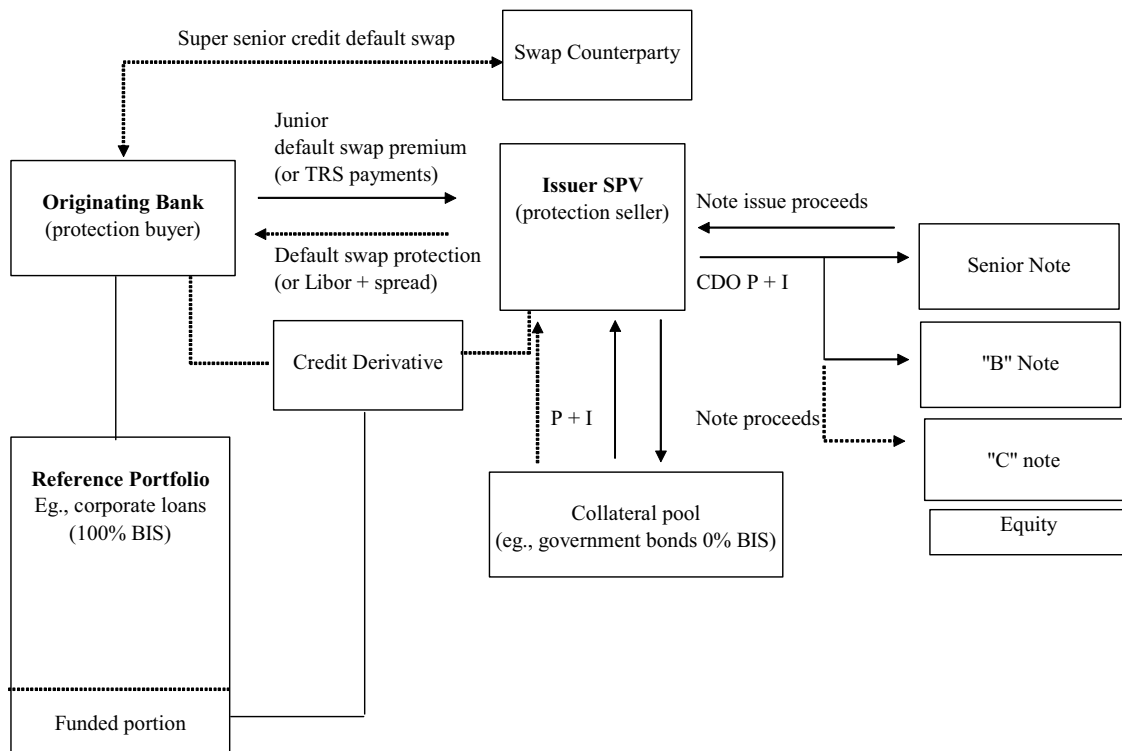 Super senior credit default swap
Swap Counterparty
Junior
default swap premium
(or TRS payments)
Originating Bank
(protection buyer)
Issuer SPV
(protection seller)
Note issue proceeds
Default swap protection
(or Libor + spread)
CDO P + I
Senior Note
Credit Derivative
"B" Note
P + I
Note proceeds
"C" note
Reference Portfolio
Eg., corporate loans
(100% BIS)
Collateral pool
(eg., government bonds 0% BIS)
Equity
Funded portion